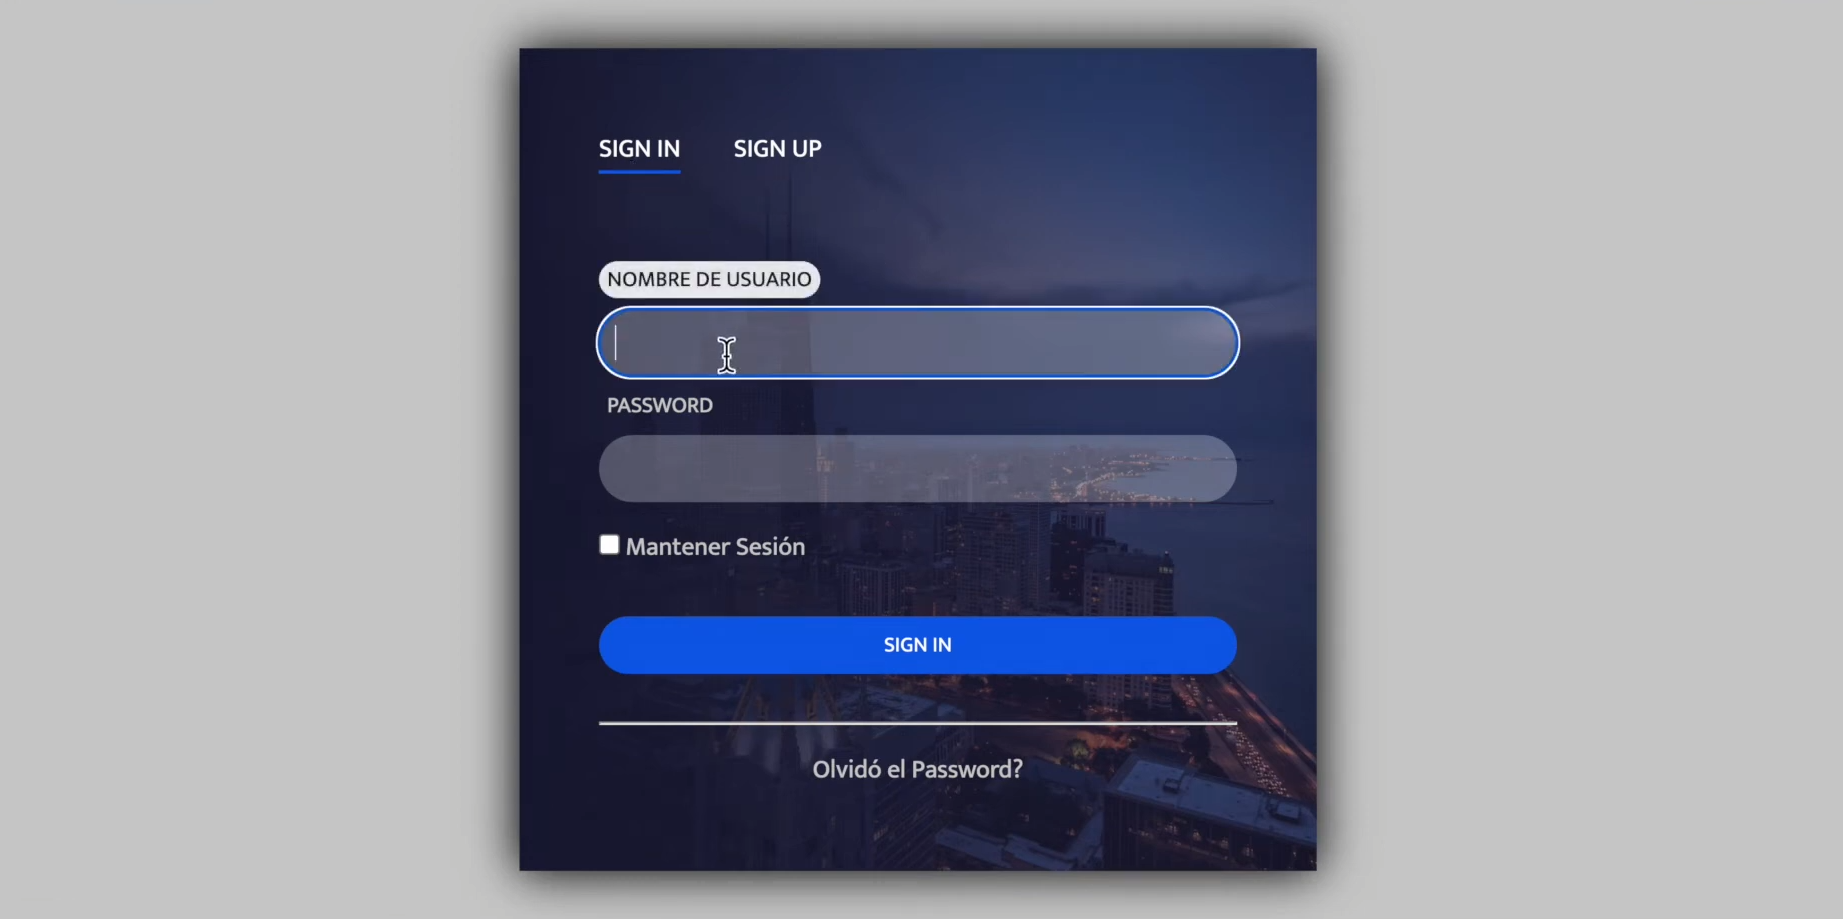 SIGN IN SIGN UP
NOMBRE DE USUARIO
PASSWORD
Mantener Sesión
SIGN IN
Olvidó el Password?